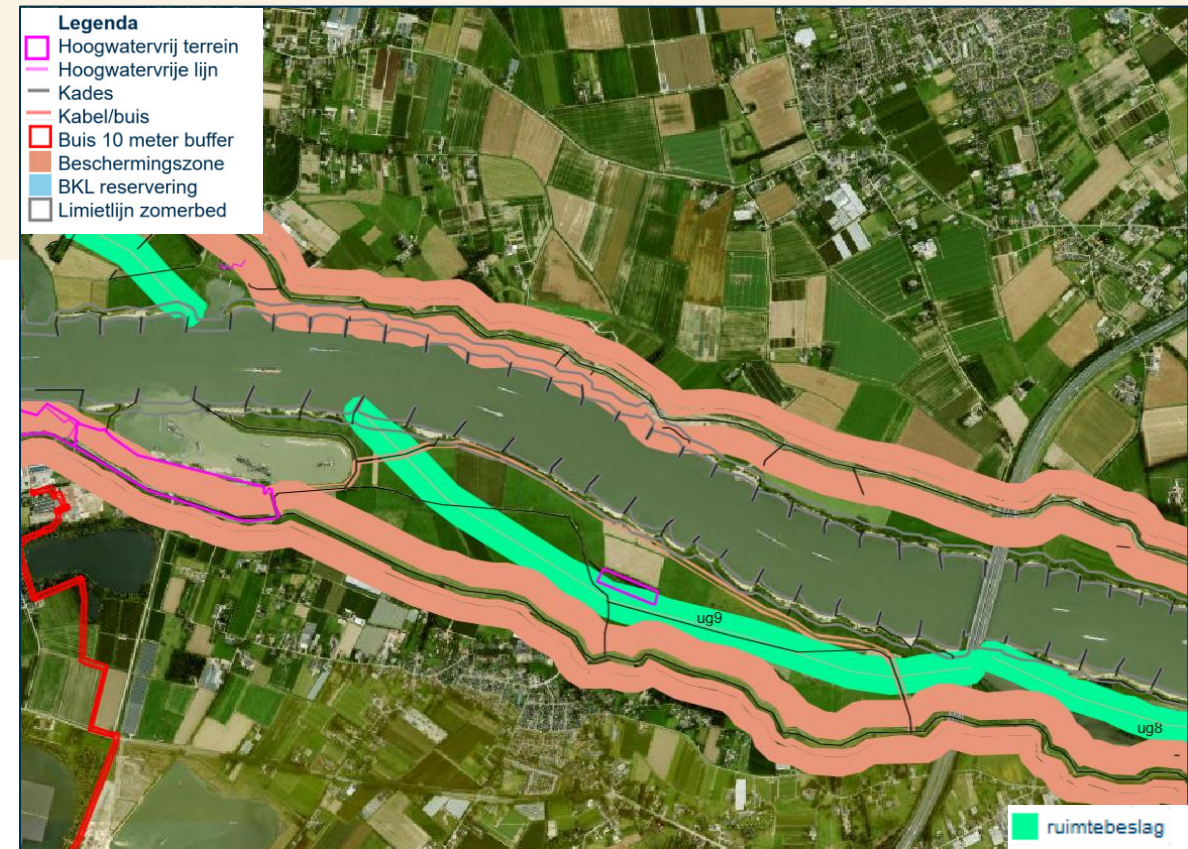 Legenda
Hoogwatervrij terrein
Hoogwatervrije lijn
Kades
Kabel/buis
Buis 10 meter buffer
Beschermingszone
BKL reservering
Limietlijn zomerbed
ug9
ug8
ruimtebeslag